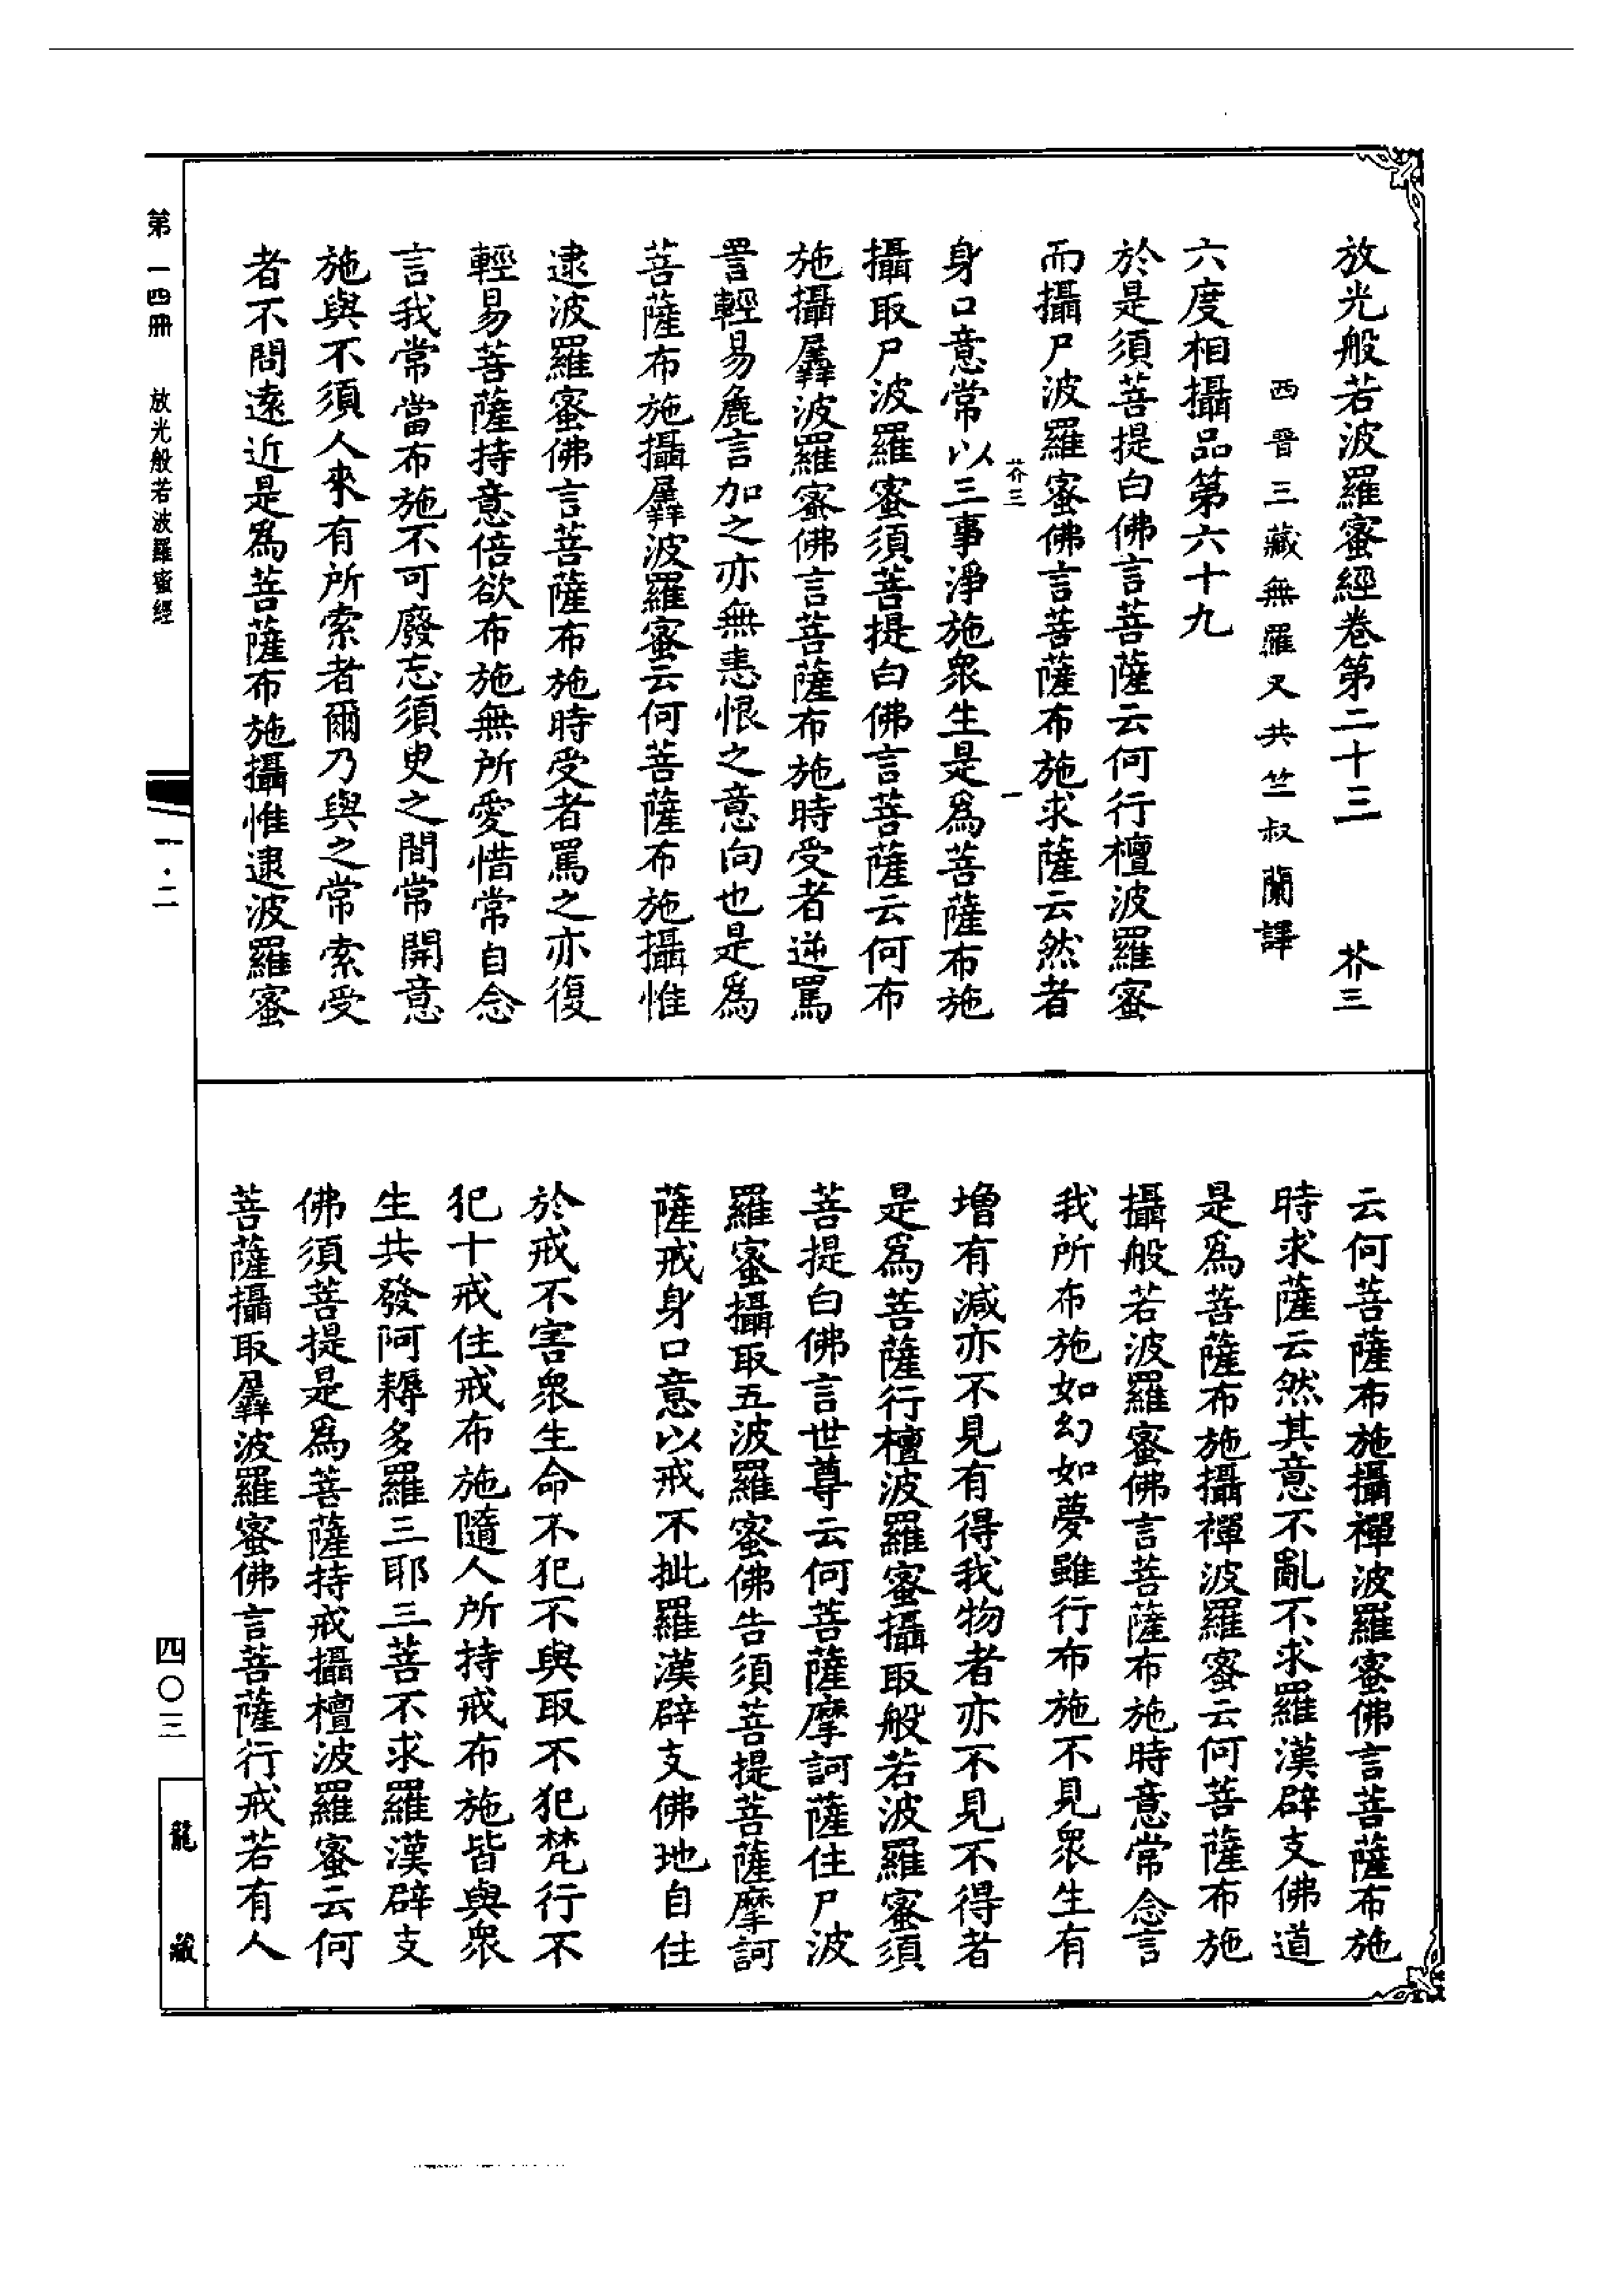 放光般若波羅蜜經卷第二十三　芥三
西晉三藏無羅叉共竺叔蘭譯
六度相攝品第六十九
於是須菩提白佛言菩薩云何行檀波羅蜜
而攝尸波羅蜜佛言菩薩布施求薩云然者
芥三　一
身口意常以三事淨施眾生是為菩薩布施
攝取尸波羅蜜須菩提白佛言菩薩云何布
施攝羼波羅蜜佛言菩薩布施時受者逆罵
詈輕易麁言加之亦無恚恨之意向也是為
菩薩布施攝羼波羅蜜云何菩薩布施攝惟
逮波羅蜜佛言菩薩布施時受者罵之亦復
輕易菩薩持意倍欲布施無所愛惜常自念
言我常當布施不可廢忘須臾之間常開意
施與不須人來有所索者爾乃與之常索受
者不問遠近是為菩薩布施攝惟逮波羅蜜
云何菩薩布施攝禪波羅蜜佛言菩薩布施
時求薩云然其意不亂不求羅漢辟支佛道
是為菩薩布施攝禪波羅蜜云何菩薩布施
攝般若波羅蜜佛言菩薩布施時意常念言
我所布施如幻如夢雖行布施不見眾生有
增有減亦不見有得我物者亦不見不得者
是為菩薩行檀波羅蜜攝取般若波羅蜜須
菩提白佛言世尊云何菩薩摩訶薩住尸波
羅蜜攝取五波羅蜜佛告須菩提菩薩摩訶
薩戒身口意以戒不批羅漢辟支佛地自住
於戒不害眾生命不犯不與取不犯梵行不
犯十戒住戒布施隨人所持戒布施皆與眾
生共發阿耨多羅三耶三菩不求羅漢辟支
佛須菩提是為菩薩持戒攝檀波羅蜜云何
菩薩攝取羼波羅蜜佛言菩薩行戒若有人
第一四冊　放光般若波羅蜜經
一·二
四〇三
龍藏